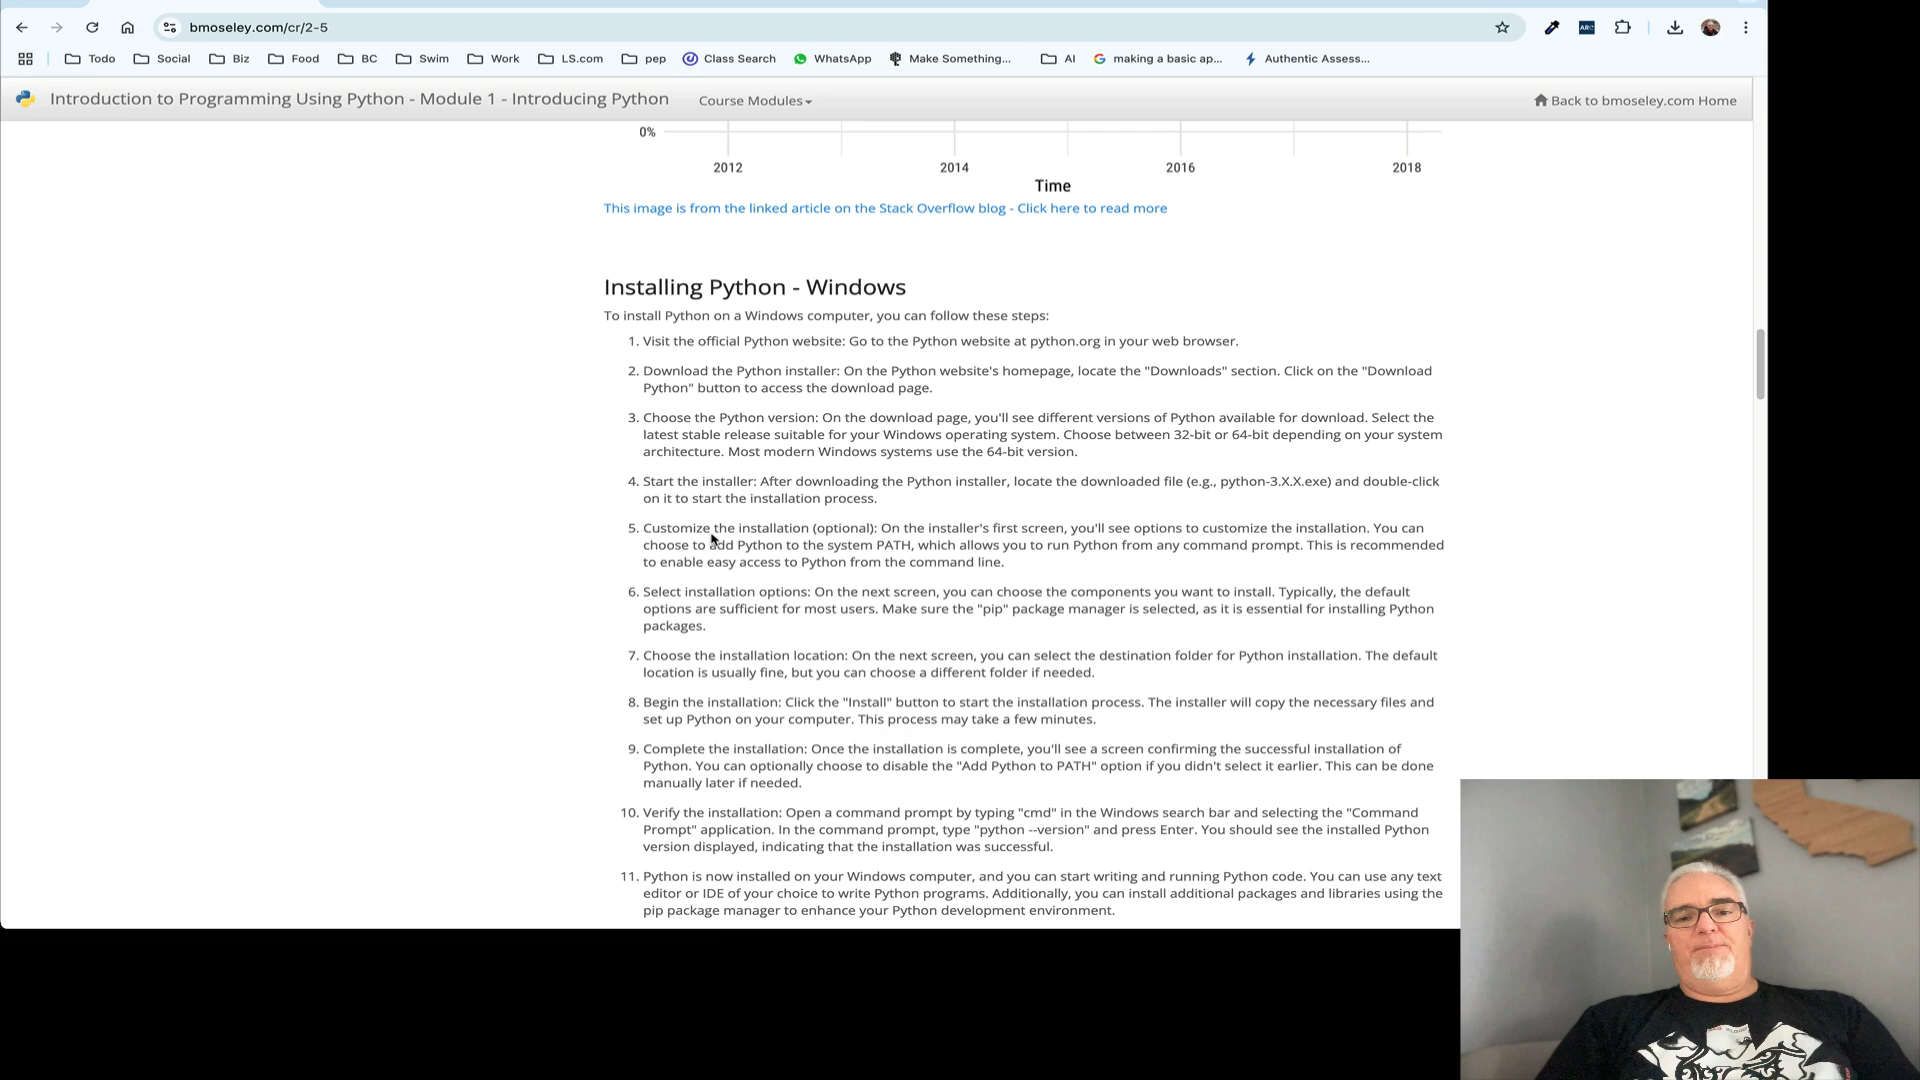 bmoseley.com/cr/2-5
Todo Social Biz Food BC Swim Work LS.com pep Class Search WhatsApp Make Something... AI making a basic ap... Authentic Assess...
Introduction to Programming Using Python - Module 1 - Introducing Python Course Modules Back to bmoseley.com Home
0%
2012 2014 2016 2018
Time
This image is from the linked article on the Stack Overflow blog - Click here to read more
Installing Python - Windows
To install Python on a Windows computer, you can follow these steps:
1. Visit the official Python website: Go to the Python website at python.org in your web browser.
2. Download the Python installer: On the Python website's homepage, locate the "Downloads" section. Click on the "Download
Python" button to access the download page.
3. Choose the Python version: On the download page, you'll see different versions of Python available for download. Select the
latest stable release suitable for your Windows operating system. Choose between 32-bit or 64-bit depending on your system
architecture. Most modern Windows systems use the 64-bit version.
4. Start the installer: After downloading the Python installer, locate the downloaded file (e.g., python-3.X.X.exe) and double-click
on it to start the installation process.
5. Customize the installation (optional): On the installer's first screen, you'll see options to customize the installation. You can
choose to add Python to the system PATH, which allows you to run Python from any command prompt. This is recommended
to enable easy access to Python from the command line.
6. Select installation options: On the next screen, you can choose the components you want to install. Typically, the default
options are sufficient for most users. Make sure the "pip" package manager is selected, as it is essential for installing Python
packages.
7. Choose the installation location: On the next screen, you can select the destination folder for Python installation. The default
location is usually fine, but you can choose a different folder if needed.
8. Begin the installation: Click the "Install" button to start the installation process. The installer will copy the necessary files and
set up Python on your computer. This process may take a few minutes.
9. Complete the installation: Once the installation is complete, you'll see a screen confirming the successful installation of
Python. You can optionally choose to disable the "Add Python to PATH" option if you didn't select it earlier. This can be done
manually later if needed.
10. Verify the installation: Open a command prompt by typing "cmd" in the Windows search bar and selecting the "Command
Prompt" application. In the command prompt, type "python --version" and press Enter. You should see the installed Python
version displayed, indicating that the installation was successful.
11. Python is now installed on your Windows computer, and you can start writing and running Python code. You can use any text
editor or IDE of your choice to write Python programs. Additionally, you can install additional packages and libraries using the
pip package manager to enhance your Python development environment.